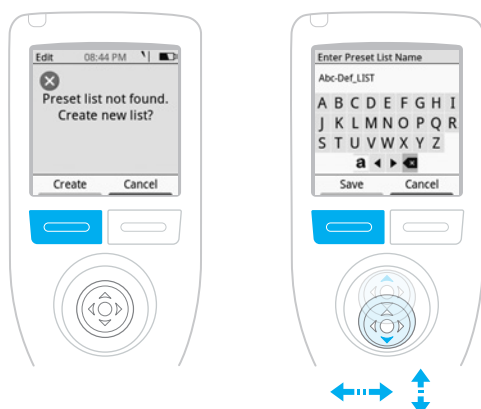 Edit 08:44 PM
Preset list not found.
Create new list?
Create Cancel
Enter Preset List Name
Abc-Def_LIST
A B C D E F G H I
J K L M N O P Q R
S T U V W X Y Z
a
Save Cancel